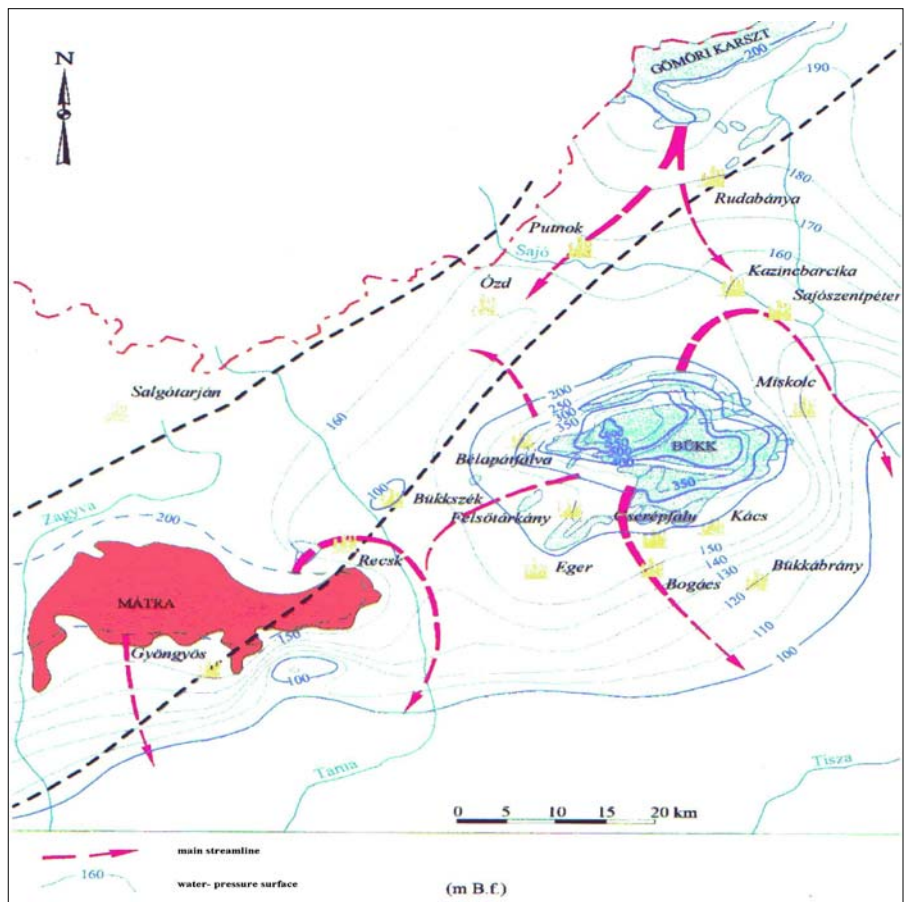 N
GÖMÖRI KARSZT
200
190
180
Rudabánya
170
Putnok
Sajó
160
Kazincbarcika
Ózd
Sajószentpéter
Salgótarján
160
200
250
300
350
Miskolc
BÜKK
Bélapátfalva
350
100
Bükkszék
Zagyva
Felsőtárkány
Cserépfalu
Kács
200
Recsk
150
140
130
120
Eger
Bogács
Bükkábrány
MÁTRA
150
110
Gyöngyös
100
100
Tarna
Tisza
0 5 10 15 20 km
main streamline
160
water- pressure surface
(m B.f.)